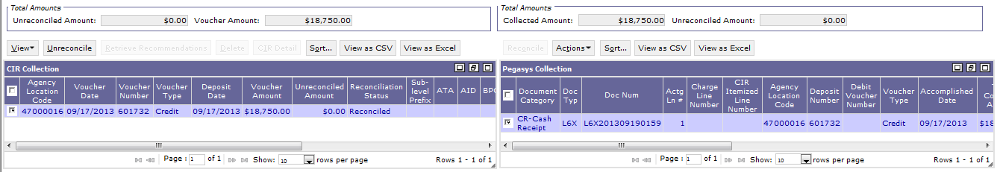 Total Amounts
Unreconciled Amount: $0.00 Voucher Amount: $18,750.00
View Unreconcile Retrieve Recommendations Delete CIR Detail Sort... View as CSV View as Excel
CIR Collection
Agency Location Code Voucher Date Voucher Number Voucher Type Deposit Date Voucher Amount Unreconciled Amount Reconciliation Status Sub-level Prefix ATA AID BPO
47000016 09/17/2013 601732 Credit 09/17/2013 $18,750.00 $0.00 Reconciled
Page : 1 of 1 Show: 10 rows per page Rows 1 - 1 of 1
Total Amounts
Collected Amount: $18,750.00 Unreconciled Amount: $0.00
Reconcile Actions Sort... View as CSV View as Excel
Pegasys Collection
Document Category Doc Typ Doc Num Actg Ln # Charge Line Number CIR Itemized Line Number Agency Location Code Deposit Number Debit Voucher Number Voucher Type Accomplished Date
CR-Cash Receipt L6X L6X201309190159 1 47000016 601732 Credit 09/17/2013 $18
Page : 1 of 1 Show: 10 rows per page Rows 1 - 1 of 1